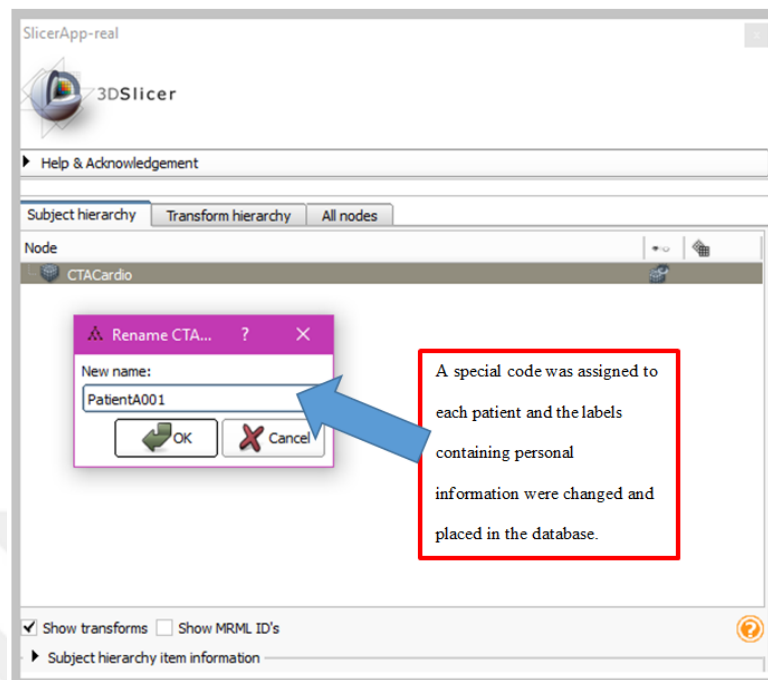 SlicerApp-real
x
3DSlicer
Help & Acknowledgement
Subject hierarchy
Transform hierarchy
All nodes
Node
CTACardio
Rename CTA... ? ×
New name:
PatientA001
OK
Cancel
A special code was assigned to
each patient and the labels
containing personal
information were changed and
placed in the database.
Show transforms
Show MRML ID's
?
Subject hierarchy item information